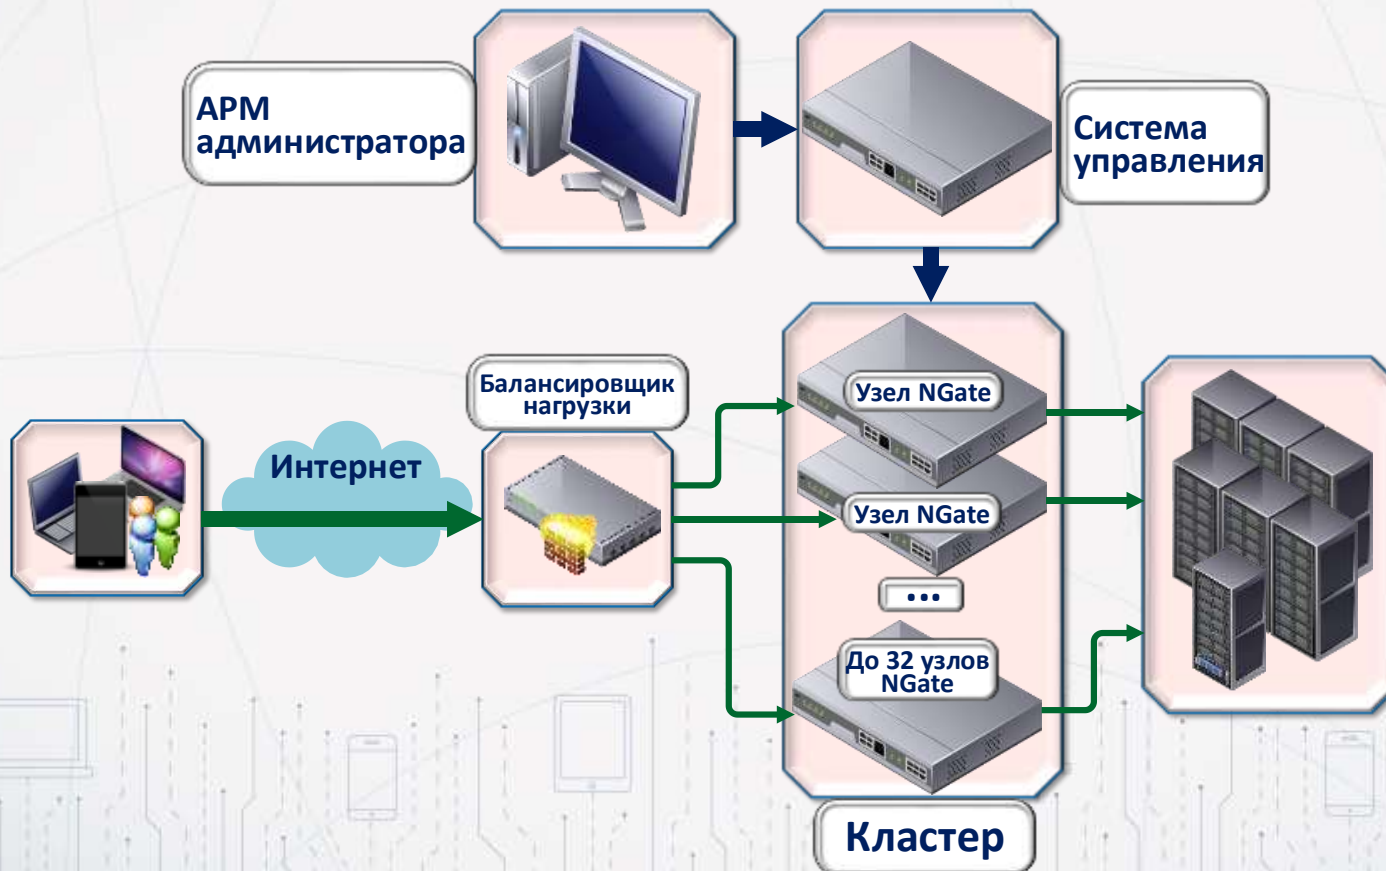 АРМ
администратора
Система
управления
Балансировщик
нагрузки
Интернет
Узел NGate
Узел NGate
...
До 32 узлов
NGate
Кластер